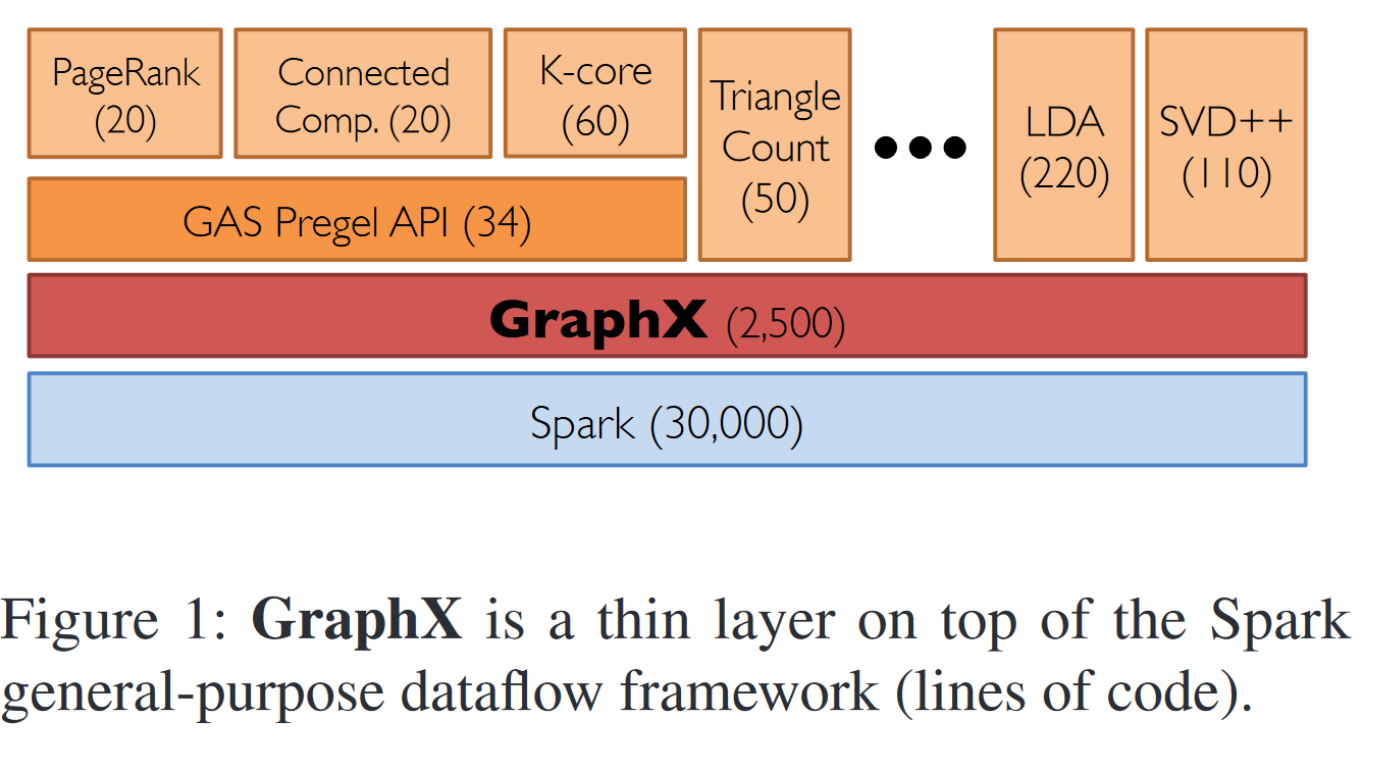 PageRank
(20)
Connected
Comp. (20)
K-core
(60)
Triangle
Count
(50)
LDA
(220)
SVD++
(110)
GAS Pregel API (34)
GraphX (2,500)
Spark (30,000)
Figure 1: GraphX is a thin layer on top of the Spark
general-purpose dataflow framework (lines of code).